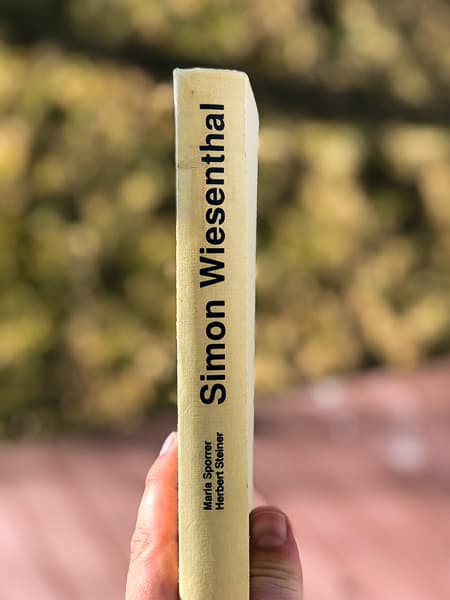 Simon Wiesenthal
Maria Sporrer
Herbert Steiner